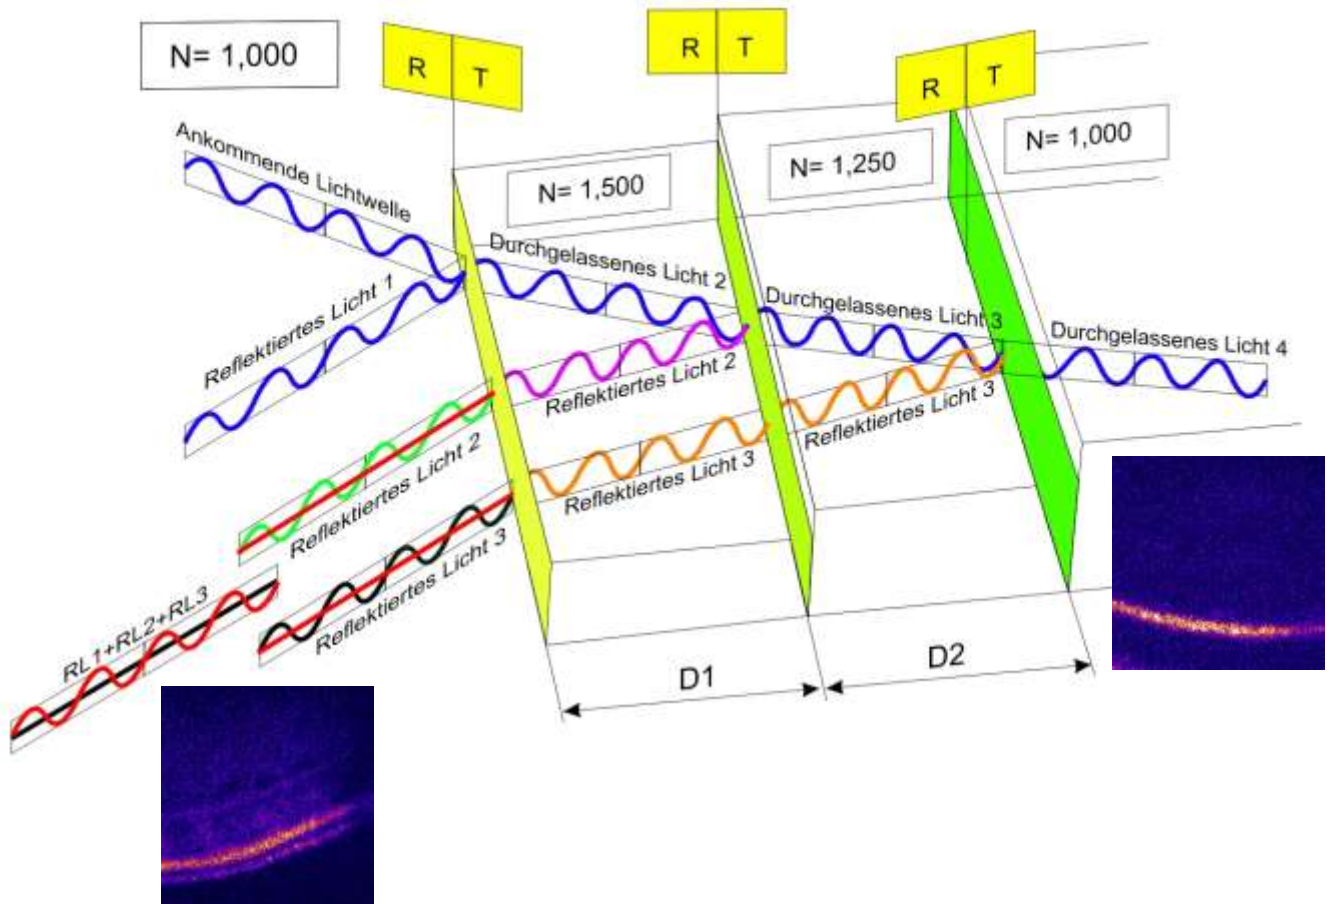 N= 1,000
R T
R T
R T
Ankommende Lichtwelle
N= 1,500
N= 1,250
N= 1,000
Reflektiertes Licht 1
Durchgelassenes Licht 2
Durchgelassenes Licht 3
Durchgelassenes Licht 4
Reflektiertes Licht 2
Reflektiertes Licht 3
Reflektiertes Licht 2
Reflektiertes Licht 3
Reflektiertes Licht 3
RL1+RL2+RL3
D1
D2